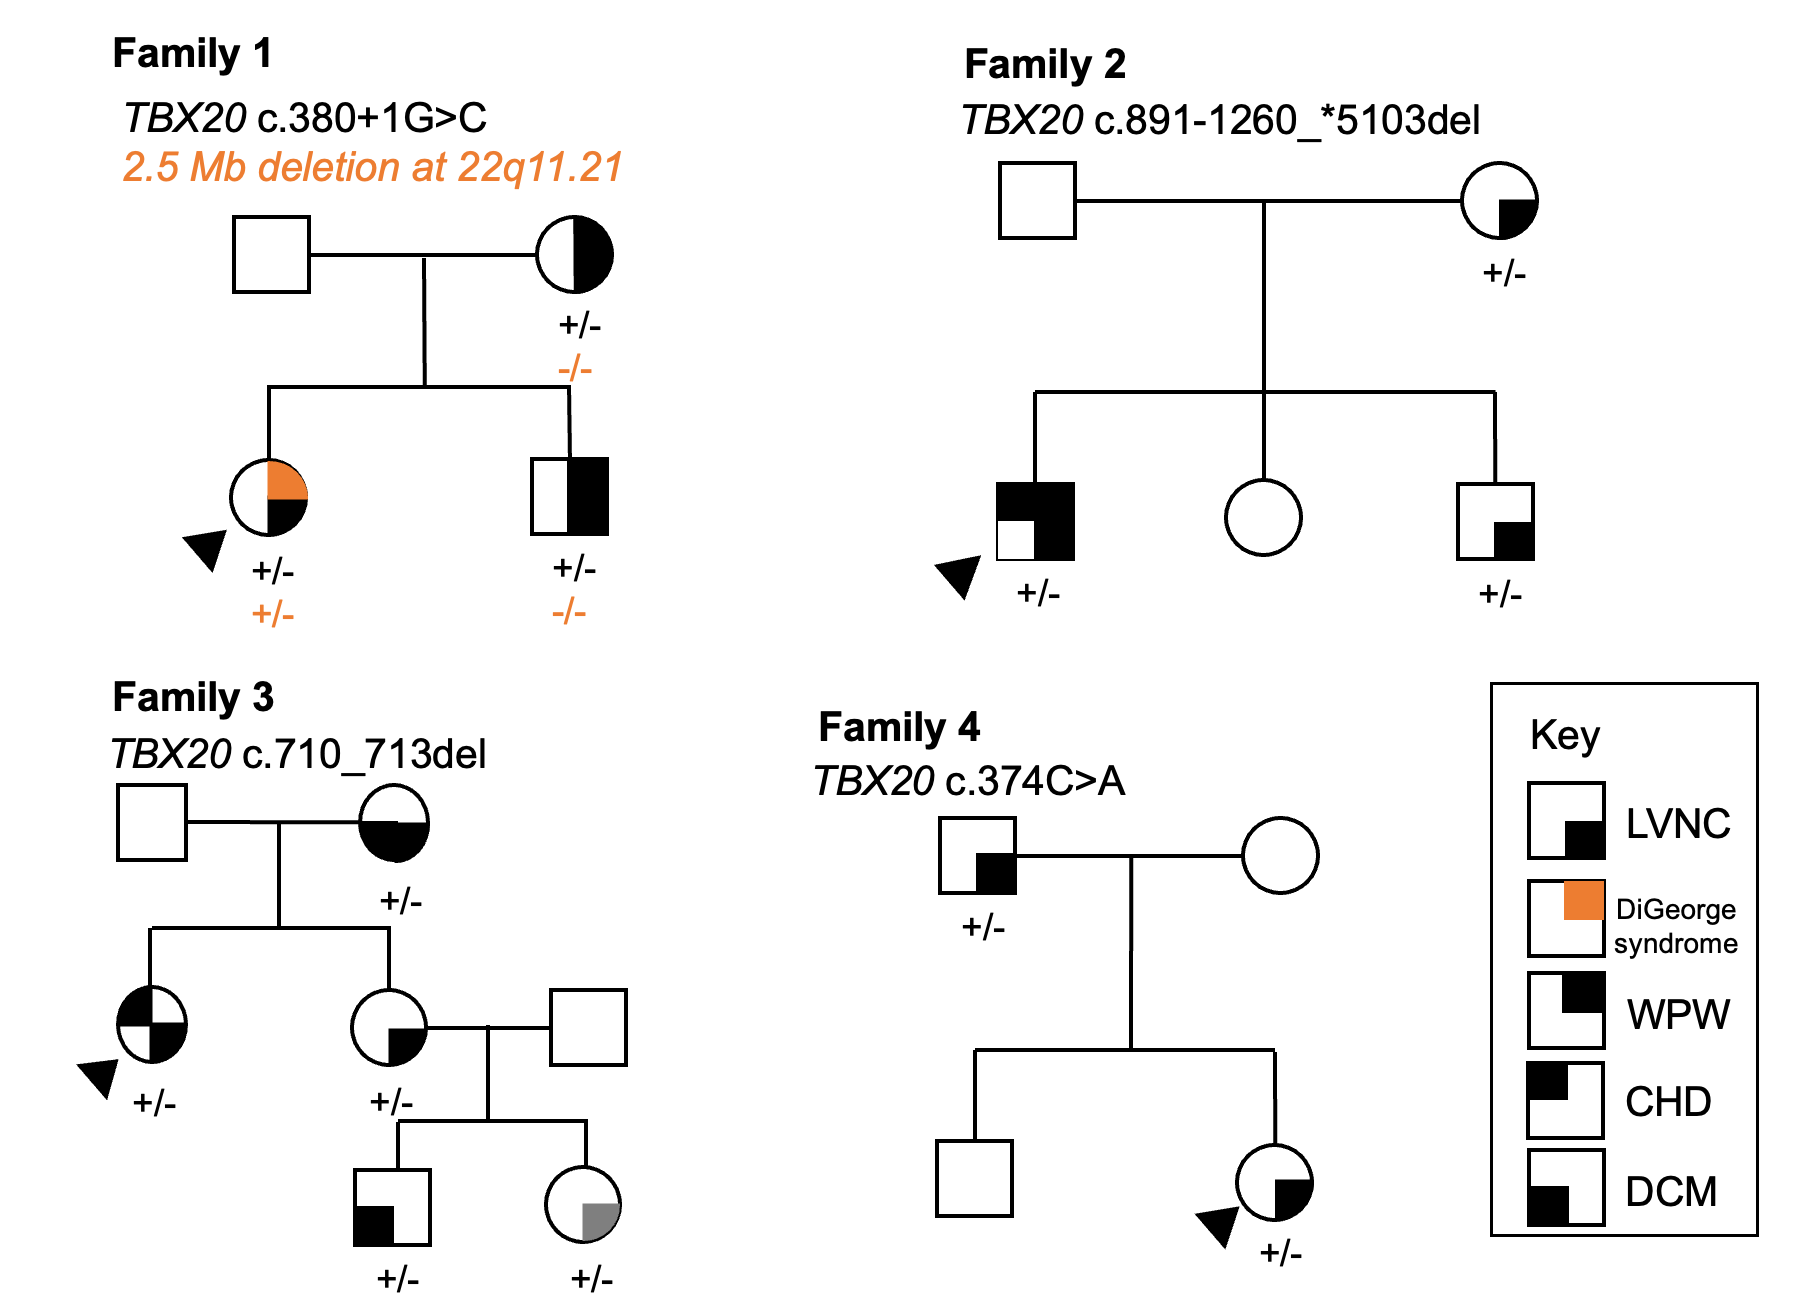 Family 1
TBX20 c.380+1G>C
2.5 Mb deletion at 22q11.21
+/-
-/-
+/-
+/-
+/-
-/-
Family 2
TBX20 c.891-1260_*5103del
+/-
+/-
+/-
Family 3
TBX20 c.710_713del
+/-
+/-
+/-
+/-
+/-
Family 4
TBX20 c.374C>A
+/-
+/-
Key
LVNC
DiGeorge
syndrome
WPW
CHD
DCM